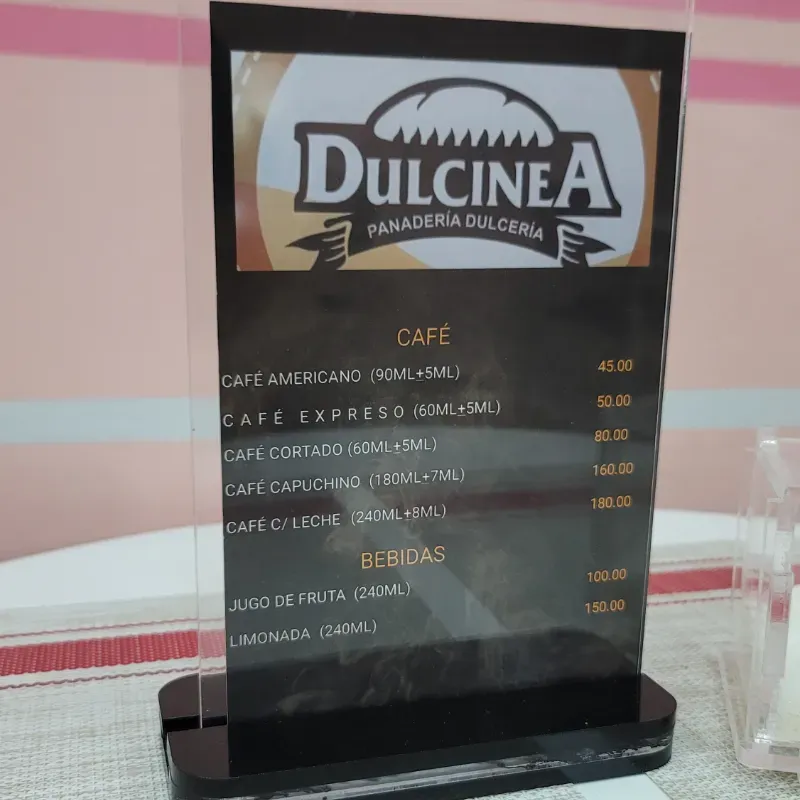 DULCINEA
PANADERÍA DULCERÍA
CAFÉ
CAFÉ AMERICANO (90ML±5ML) 45.00
CAFÉ EXPRESO (60ML±5ML) 50.00
CAFÉ CORTADO (60ML±5ML) 80.00
CAFÉ CAPUCHINO (180ML±7ML) 160.00
CAFÉ C/ LECHE (240ML±8ML) 180.00
BEBIDAS
JUGO DE FRUTA (240ML) 100.00
LIMONADA (240ML) 150.00